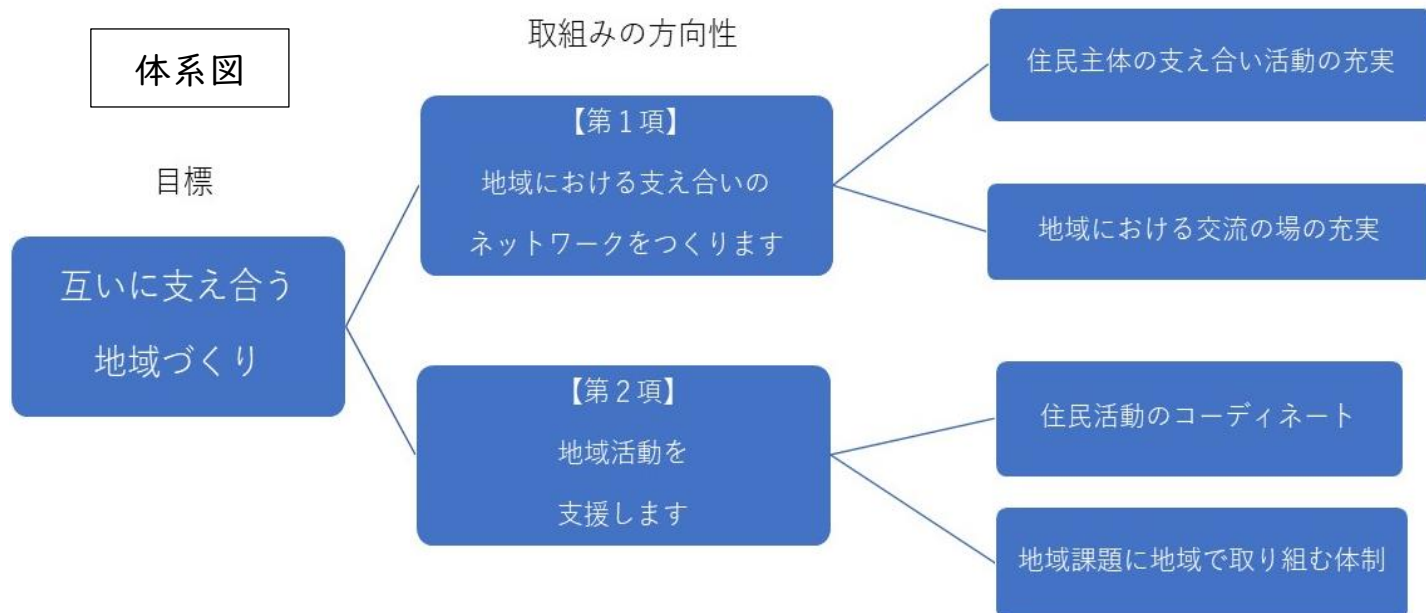 体系図
取組みの方向性
目標
互いに支え合う
地域づくり
【第１項】
地域における支え合いの
ネットワークをつくります
住民主体の支え合い活動の充実
地域における交流の場の充実
【第２項】
地域活動を
支援します
住民活動のコーディネート
地域課題に地域で取り組む体制